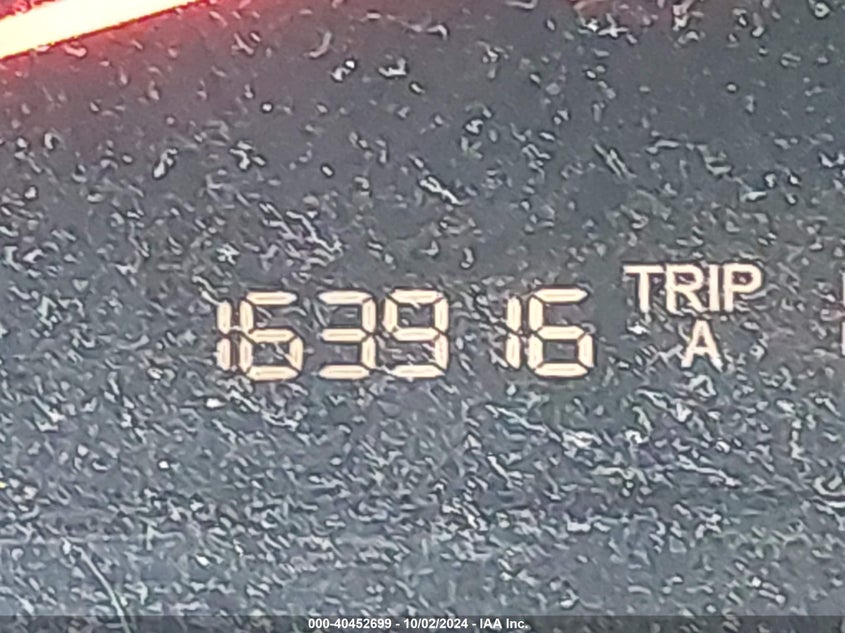 163916 TRIP
A
000-40452699 - 10/02/2024 - IAA Inc.